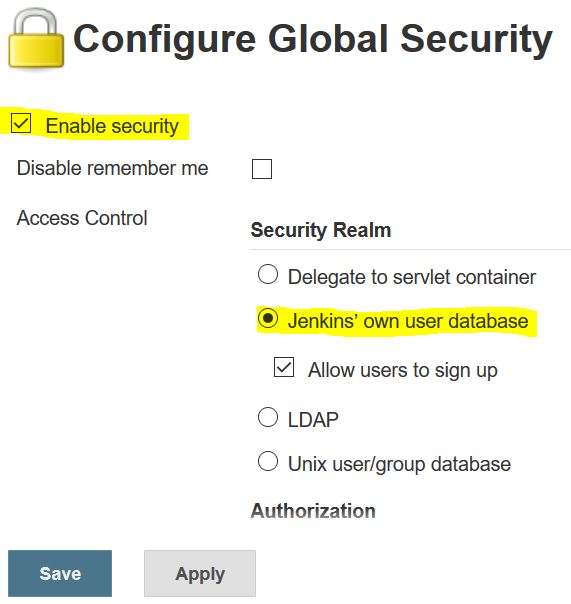 Configure Global Security
Enable security
Disable remember me
Access Control
Security Realm
Delegate to servlet container
Jenkins’ own user database
Allow users to sign up
LDAP
Unix user/group database
Authorization
Save
Apply